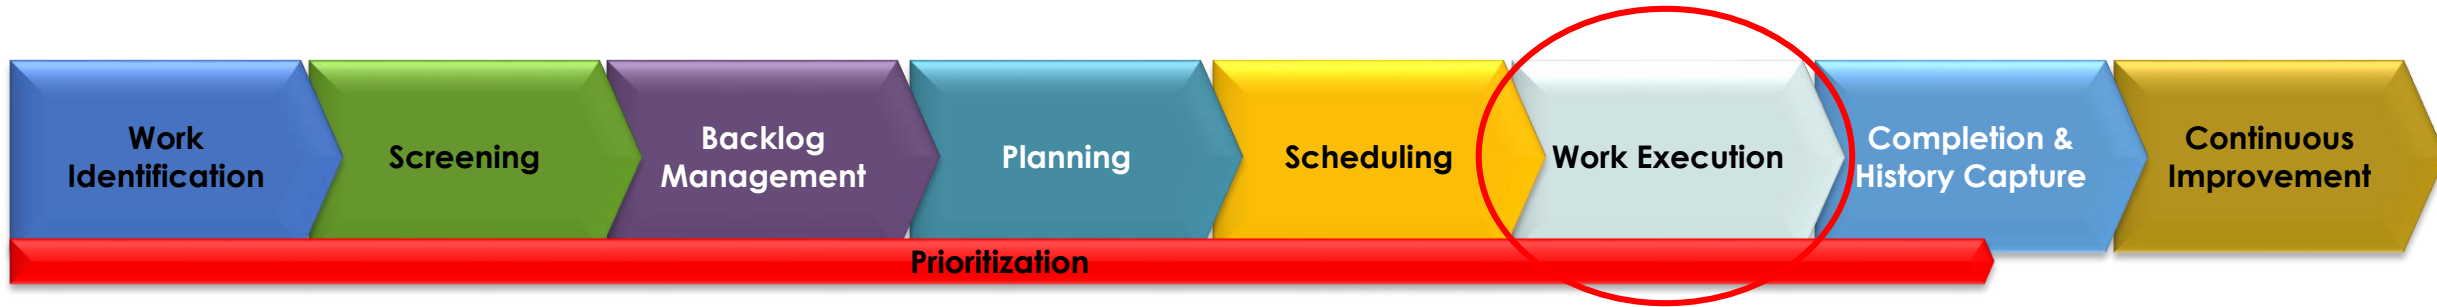 Work
Identification
Screening
Backlog
Management
Planning
Scheduling
Work Execution
Completion &
History Capture
Continuous
Improvement
Prioritization